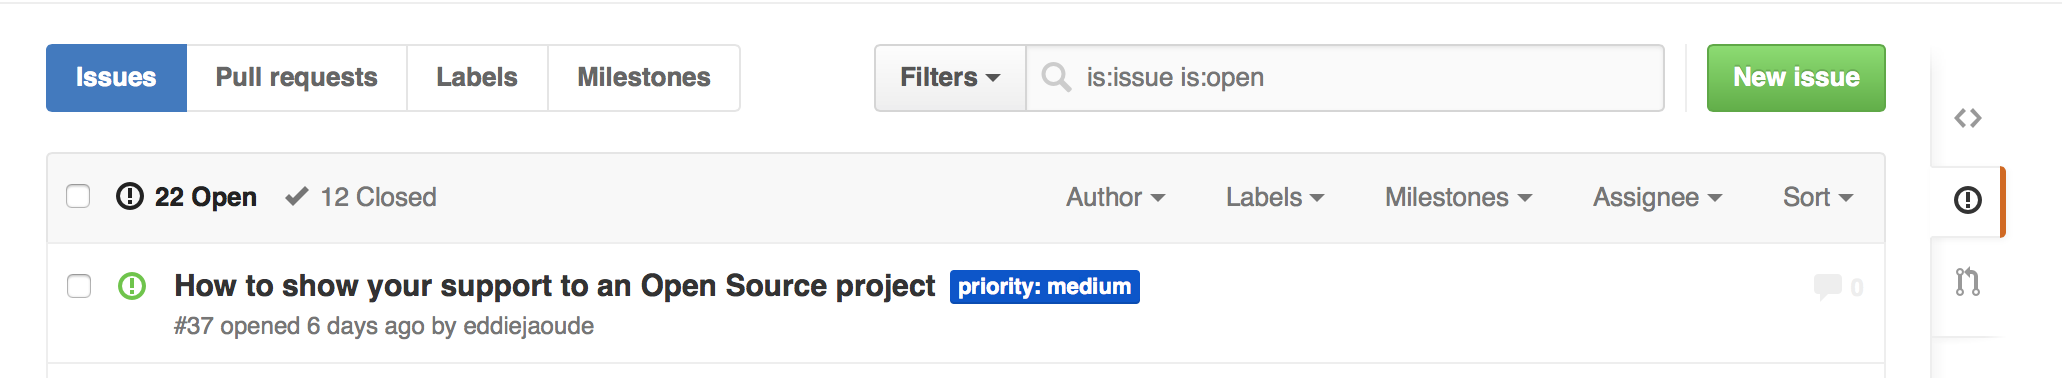 Issues Pull requests Labels Milestones Filters is:issue is:open New issue
22 Open 12 Closed Author Labels Milestones Assignee Sort
How to show your support to an Open Source project priority: medium 0
#37 opened 6 days ago by eddiejaoude